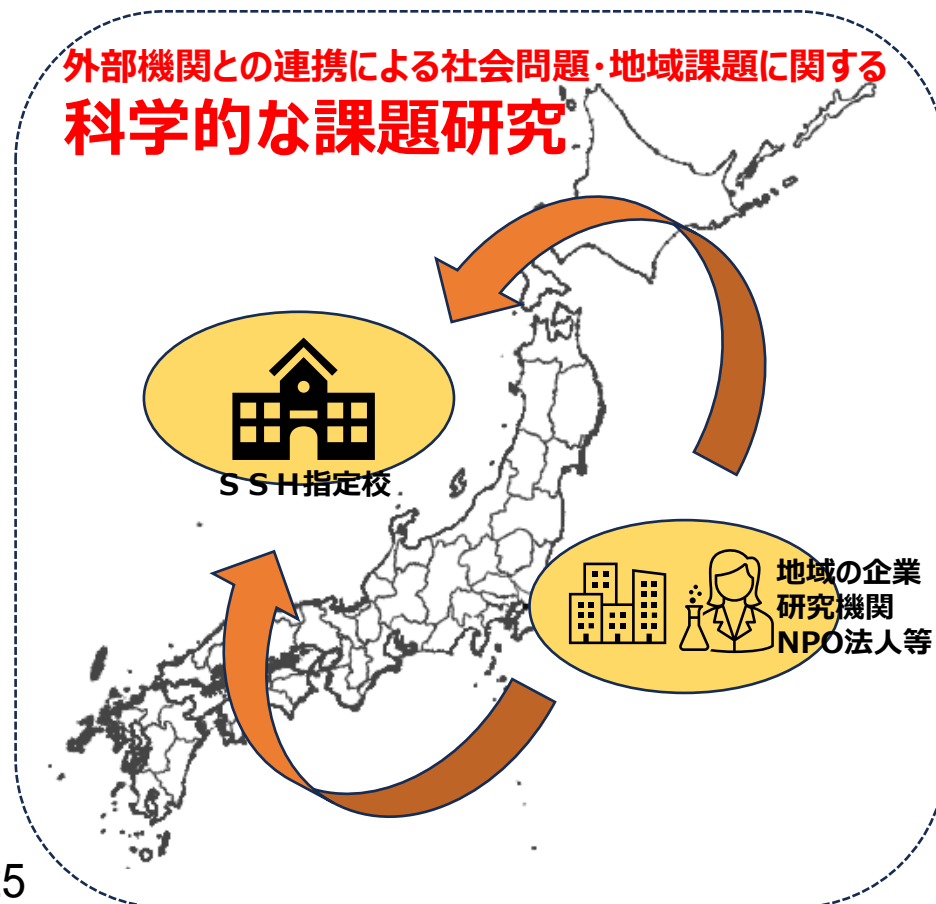 外部機関との連携による社会問題・地域課題に関する
科学的な課題研究
ＳＳＨ指定校
地域の企業
研究機関
NPO法人等
5